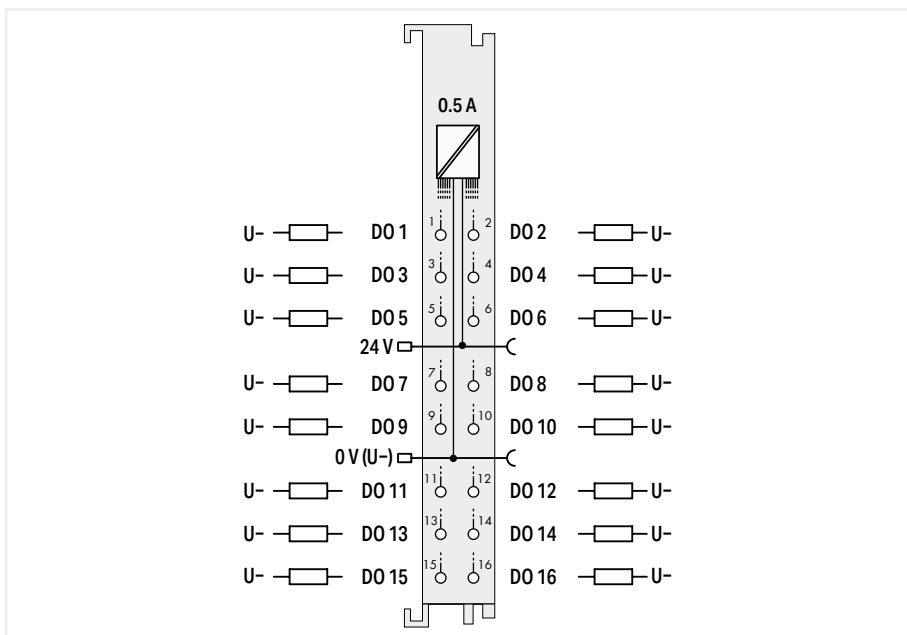 0.5 A
U- DO 1 1 2 DO 2 U-
U- DO 3 3 4 DO 4 U-
U- DO 5 5 6 DO 6 U-
24 V
U- DO 7 7 8 DO 8 U-
U- DO 9 9 10 DO 10 U-
0 V (U-)
U- DO 11 11 12 DO 12 U-
U- DO 13 13 14 DO 14 U-
U- DO 15 15 16 DO 16 U-